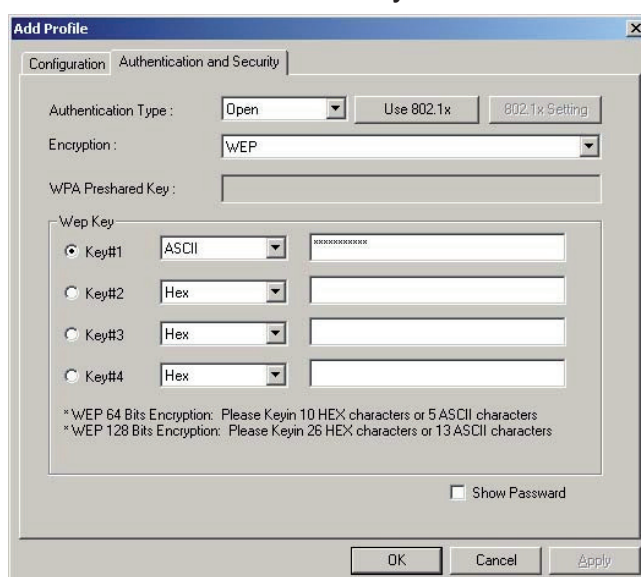 Add Profile
Configuration Authentication and Security
Authentication Type : Open Use 802.1x 802.1x Setting
Encryption : WEP
WPA Preshared Key :
Wep Key
Key#1 ASCII ***********
Key#2 Hex
Key#3 Hex
Key#4 Hex
* WEP 64 Bits Encryption: Please Keyin 10 HEX characters or 5 ASCII characters
* WEP 128 Bits Encryption: Please Keyin 26 HEX characters or 13 ASCII characters
Show Passward
OK Cancel Apply